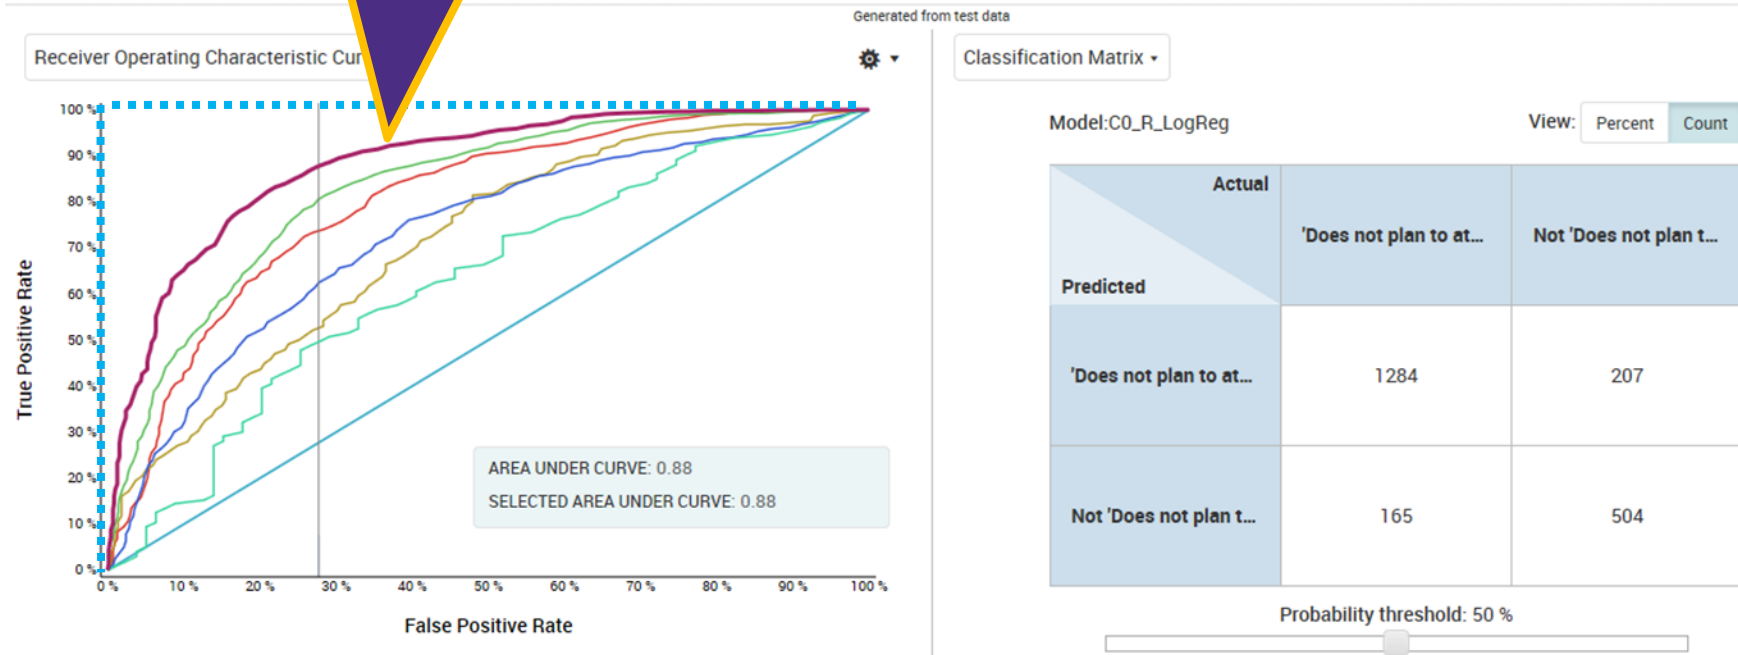 Generated from test data
Receiver Operating Characteristic Cur
Classification Matrix
100 %
90 %
80 %
70 %
60 %
50 %
40 %
30 %
20 %
10 %
0 %
True Positive Rate
AREA UNDER CURVE: 0.88
SELECTED AREA UNDER CURVE: 0.88
0 % 10 % 20 % 30 % 40 % 50 % 60 % 70 % 80 % 90 % 100 %
False Positive Rate
Model:C0_R_LogReg
View: Percent Count
Actual
Predicted
'Does not plan to at... Not 'Does not plan t...
'Does not plan to at... 1284 207
Not 'Does not plan t... 165 504
Probability threshold: 50 %